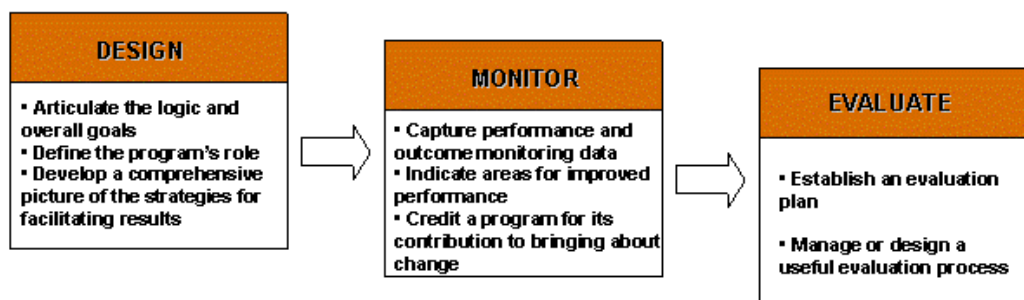 DESIGN
▪ Articulate the logic and
overall goals
▪ Define the program's role
▪ Develop a comprehensive
picture of the strategies for
facilitating results
MONITOR
▪ Capture performance and
outcome monitoring data
▪ Indicate areas for improved
performance
▪ Credit a program for its
contribution to bringing about
change
EVALUATE
▪ Establish an evaluation
plan
▪ Manage or design a
useful evaluation process